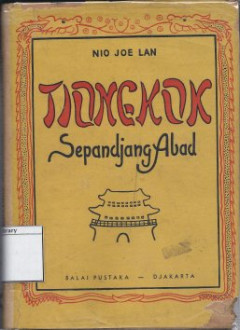 NIO JOE LAN
TIONGKOK
Sepandjang Abad
BALAI PUSTAKA — DJAKARTA